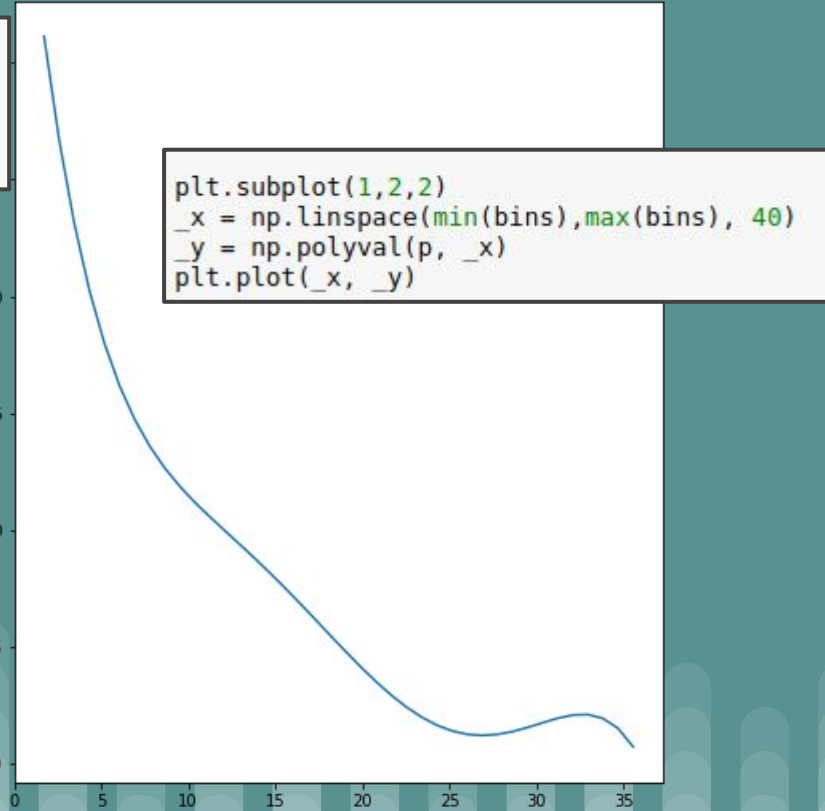 plt.subplot(1,2,2)
_x = np.linspace(min(bins),max(bins), 40)
_y = np.polyval(p, _x)
plt.plot(_x, _y)
0 5 10 15 20 25 30 35